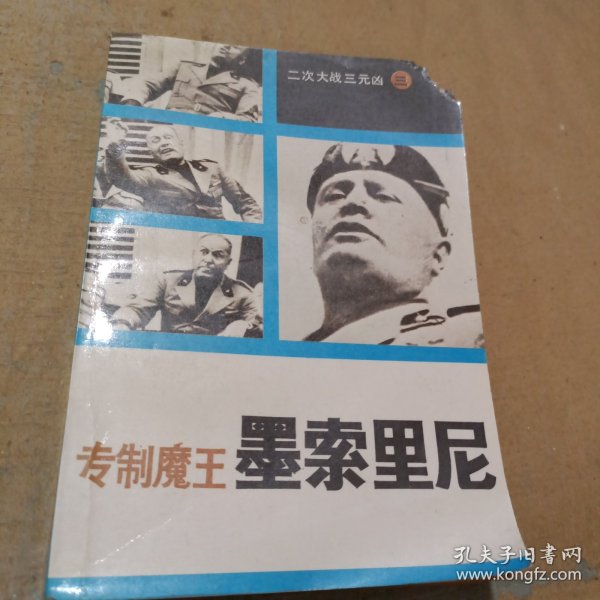 二次大战三元凶 三
专制魔王 墨索里尼
孔夫子旧书网
www.kongfz.com